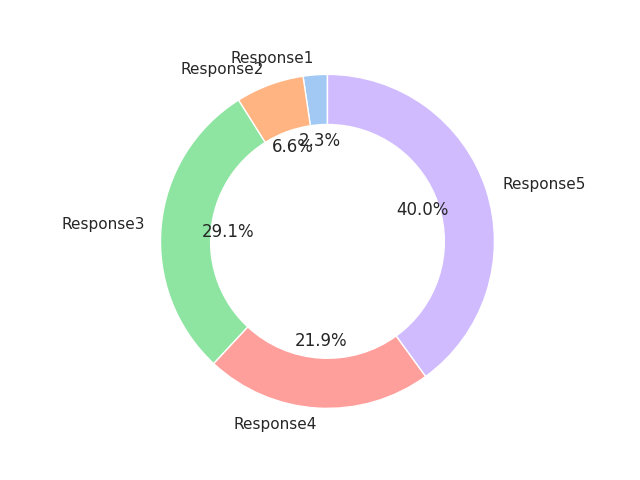 Response1
Response2
2.3%
6.6%
Response5
40.0%
Response3
29.1%
21.9%
Response4